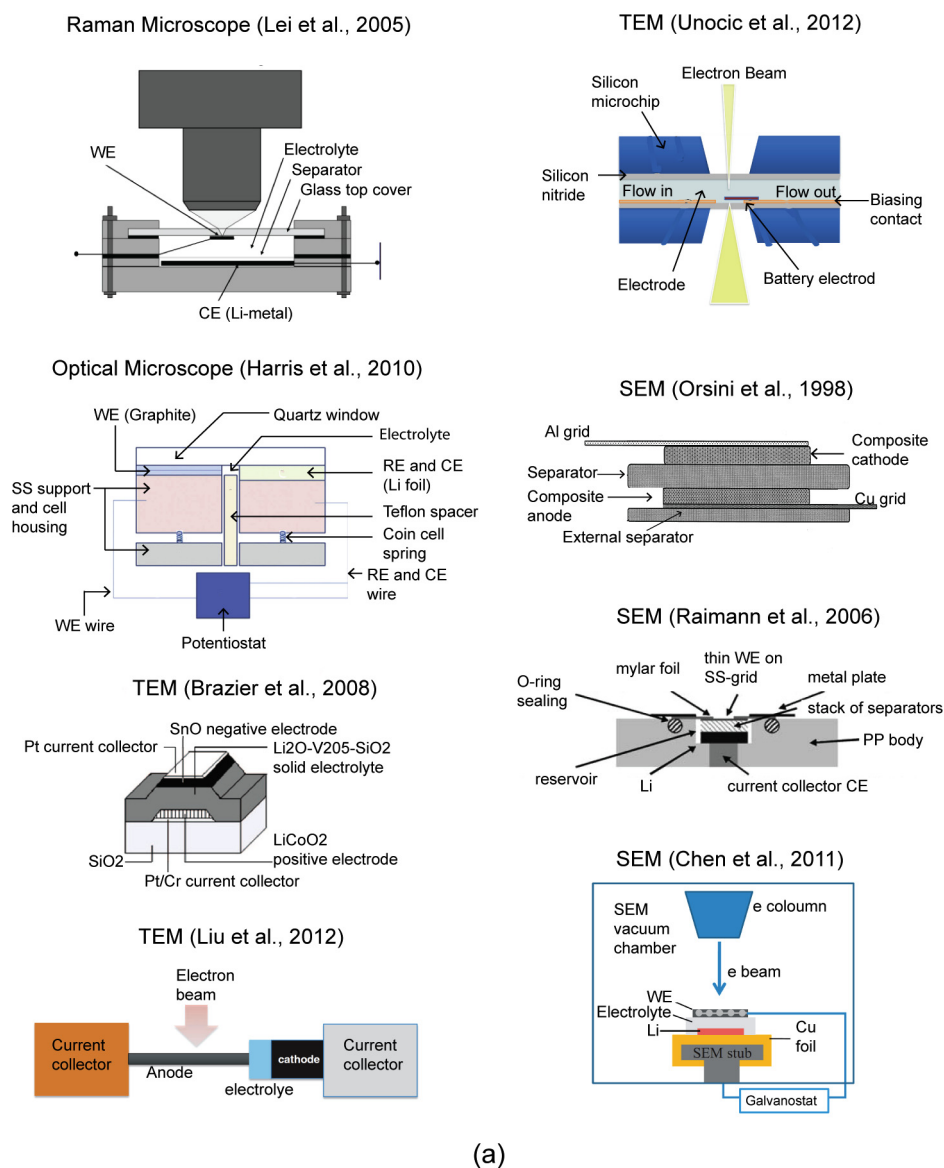 Raman Microscope (Lei et al., 2005)
WE
Electrolyte
Separator
Glass top cover
CE (Li-metal)
Optical Microscope (Harris et al., 2010)
WE (Graphite)
Quartz window
Electrolyte
SS support
and cell
housing
RE and CE
(Li foil)
Teflon spacer
Coin cell
spring
RE and CE
wire
WE wire
Potentiostat
TEM (Brazier et al., 2008)
SnO negative electrode
Pt current collector
Li2O-V205-SiO2
solid electrolyte
LiCoO2
positive electrode
SiO2
Pt/Cr current collector
TEM (Liu et al., 2012)
Electron
beam
Current
collector
Anode
electrolye
cathode
Current
collector
TEM (Unocic et al., 2012)
Electron Beam
Silicon
microchip
Silicon
nitride
Flow in
Flow out
Biasing
contact
Electrode
Battery electrod
SEM (Orsini et al., 1998)
Al grid
Composite
cathode
Separator
Composite
anode
Cu grid
External separator
SEM (Raimann et al., 2006)
mylar foil
thin WE on
SS-grid
O-ring
sealing
metal plate
stack of separators
PP body
reservoir
Li
current collector CE
SEM (Chen et al., 2011)
SEM
vacuum
chamber
e coloumn
e beam
WE
Electrolyte
Li
Cu
foil
SEM stub
Galvanostat
(a)